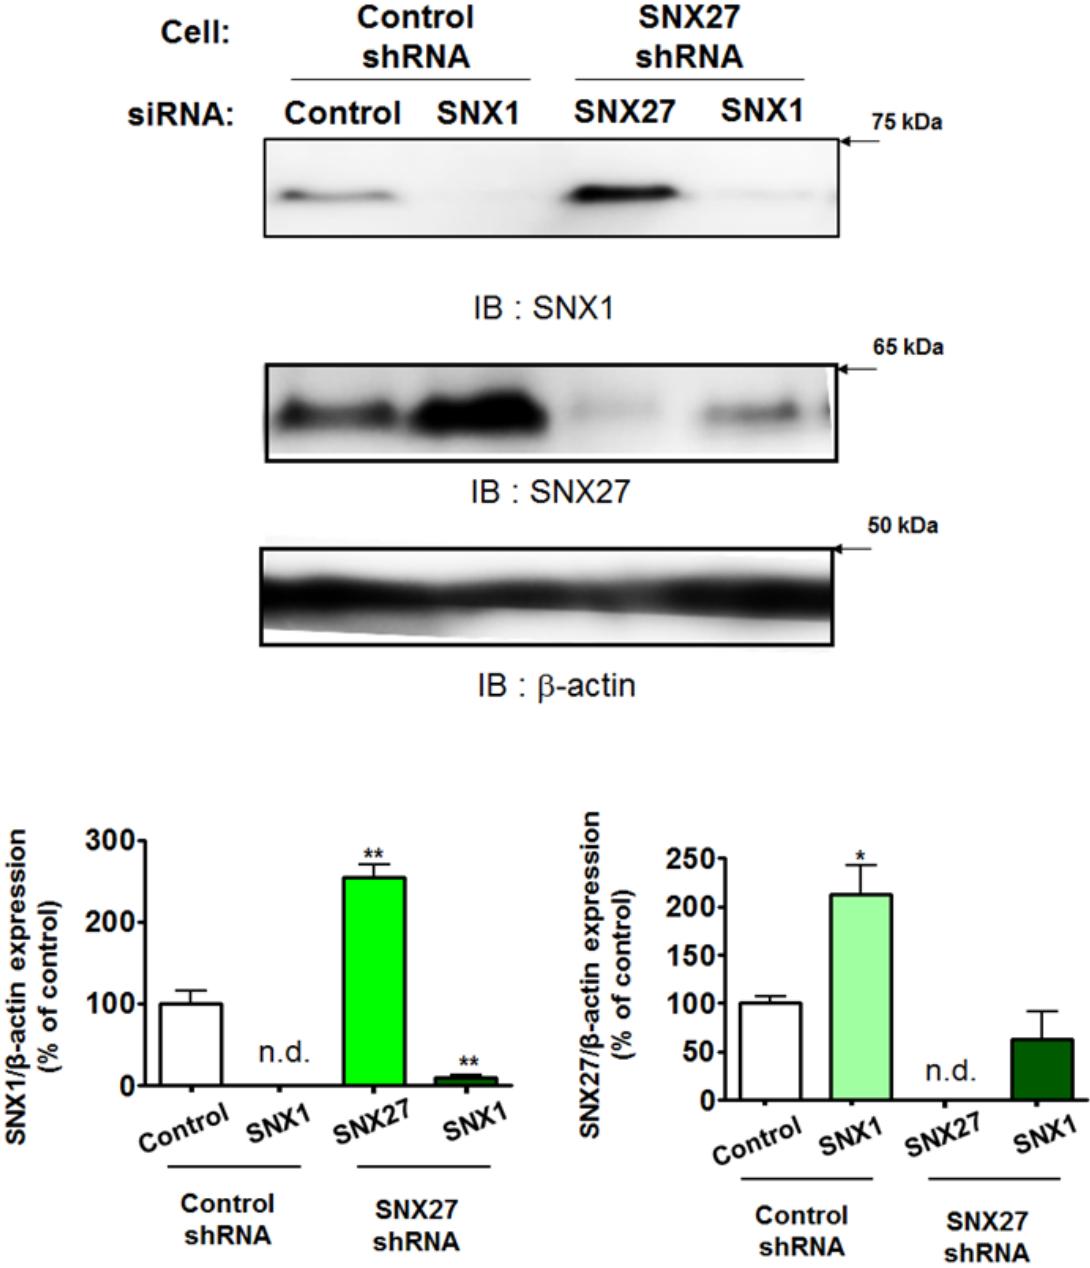 Cell:
Control
shRNA
SNX27
shRNA
siRNA:
Control SNX1 SNX27 SNX1
75 kDa
IB : SNX1
65 kDa
IB : SNX27
50 kDa
IB : β-actin
SNX1/β-actin expression
(% of control)
300
200
100
0
n.d.
**
**
Control SNX1 SNX27 SNX1
Control
shRNA
SNX27
shRNA
SNX27/β-actin expression
(% of control)
250
200
150
100
50
0
*
n.d.
Control SNX1 SNX27 SNX1
Control
shRNA
SNX27
shRNA